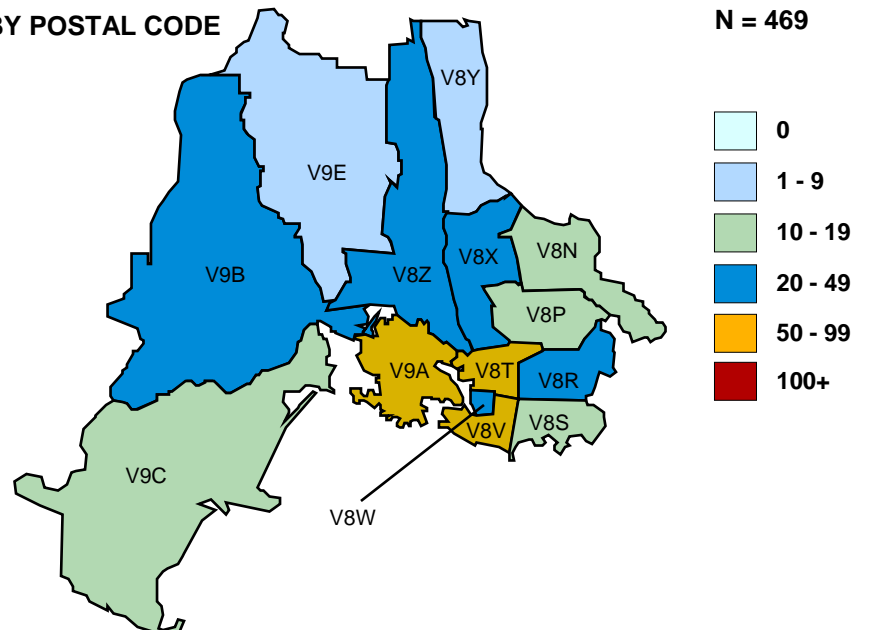 BY POSTAL CODE
N = 469
0
1 - 9
10 - 19
20 - 49
50 - 99
100+
V8Y
V9E
V8N
V8X
V9B
V8Z
V8P
V9A
V8T
V8R
V8S
V8V
V9C
V8W